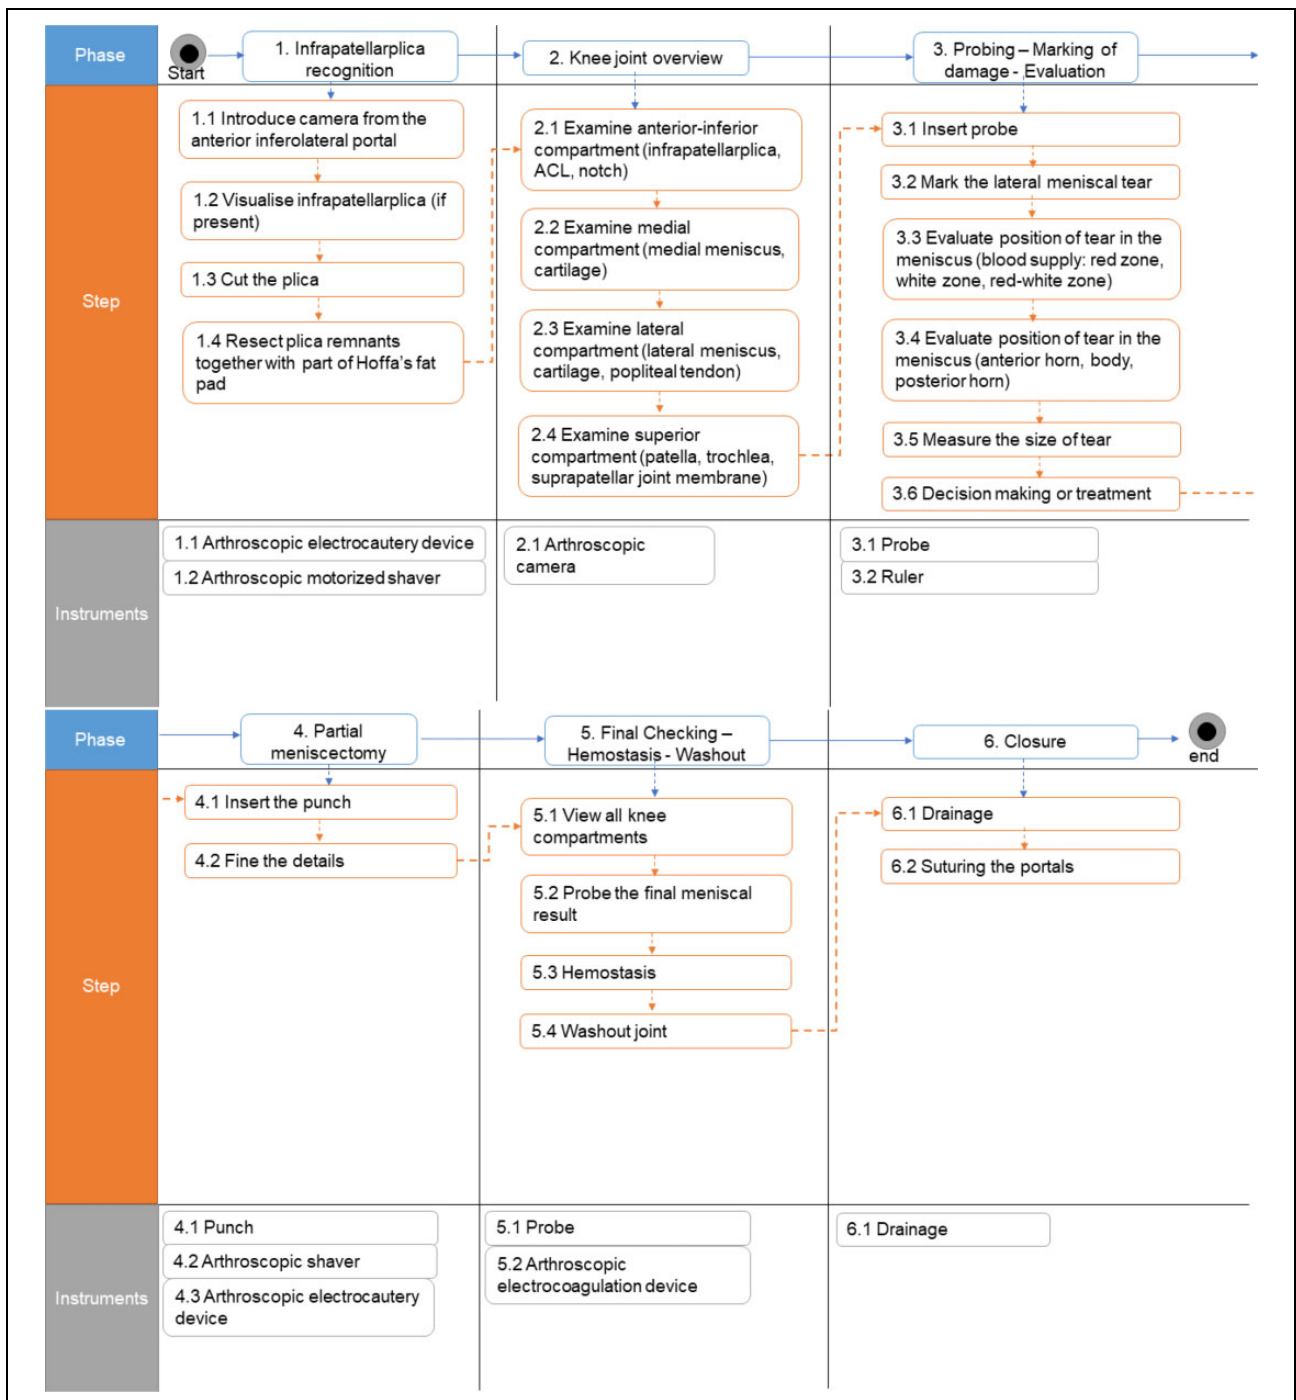 Phase
Start
1. Infrapatellarplica
recognition
2. Knee joint overview
3. Probing – Marking of
damage - Evaluation
Step
1.1 Introduce camera from the
anterior inferolateral portal
1.2 Visualise infrapatellarplica (if
present)
1.3 Cut the plica
1.4 Resect plica remnants
together with part of Hoffa's fat
pad
2.1 Examine anterior-inferior
compartment (infrapatellarplica,
ACL, notch)
2.2 Examine medial
compartment (medial meniscus,
cartilage)
2.3 Examine lateral
compartment (lateral meniscus,
cartilage, popliteal tendon)
2.4 Examine superior
compartment (patella, trochlea,
suprapatellar joint membrane)
3.1 Insert probe
3.2 Mark the lateral meniscal tear
3.3 Evaluate position of tear in the
meniscus (blood supply: red zone,
white zone, red-white zone)
3.4 Evaluate position of tear in the
meniscus (anterior horn, body,
posterior horn)
3.5 Measure the size of tear
3.6 Decision making or treatment
Instruments
1.1 Arthroscopic electrocautery device
1.2 Arthroscopic motorized shaver
2.1 Arthroscopic
camera
3.1 Probe
3.2 Ruler
Phase
4. Partial
meniscectomy
5. Final Checking –
Hemostasis - Washout
6. Closure
end
Step
4.1 Insert the punch
4.2 Fine the details
5.1 View all knee
compartments
5.2 Probe the final meniscal
result
5.3 Hemostasis
5.4 Washout joint
6.1 Drainage
6.2 Suturing the portals
Instruments
4.1 Punch
4.2 Arthroscopic shaver
4.3 Arthroscopic electrocautery
device
5.1 Probe
5.2 Arthroscopic
electrocoagulation device
6.1 Drainage